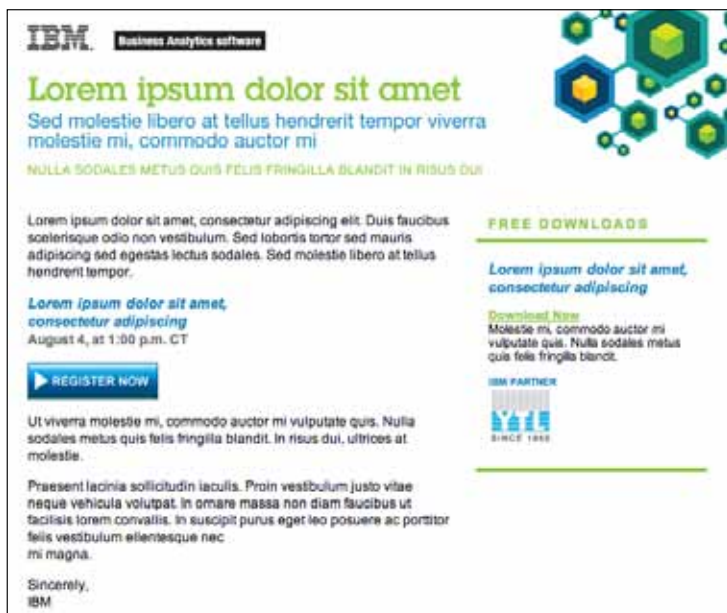 IBM. Business Analytics software
Lorem ipsum dolor sit amet
Sed molestie libero at tellus hendrerit tempor viverra
molestie mi, commodo auctor mi
NULLA SODALES METUS QUIS FELIS FRINGILLA BLANDIT IN RISUS DUI
Lorem ipsum dolor sit amet, consectetur adipiscing elit. Duis faucibus
scelerisque odio non vestibulum. Sed lobortis tortor sed mauris
adipiscing sed egestas lectus sodales. Sed molestie libero at tellus
hendrerit tempor.
Lorem ipsum dolor sit amet,
consectetur adipiscing
August 4, at 1:00 p.m. CT
REGISTER NOW
Ut viverra molestie mi, commodo auctor mi vulputate quis. Nulla
sodales metus quis felis fringilla blandit. In risus dui, ultrices at
molestie.
Praesent lacinia sollicitudin iaculis. Proin vestibulum justo vitae
neque vehicula volutpat. In ornare massa non diam faucibus ut
facilisis lorem convallis. In suscipit purus eget leo posuere ac porttitor
felis vestibulum ellentesque nec
mi magna.
Sincerely,
IBM
FREE DOWNLOADS
Lorem ipsum dolor sit amet,
consectetur adipiscing
Download Now
Molestie mi, commodo auctor mi
vulputate quis. Nulla sodales metus
quis felis fringilla blandit.
IBM PARTNER
YTL
SINCE 1955